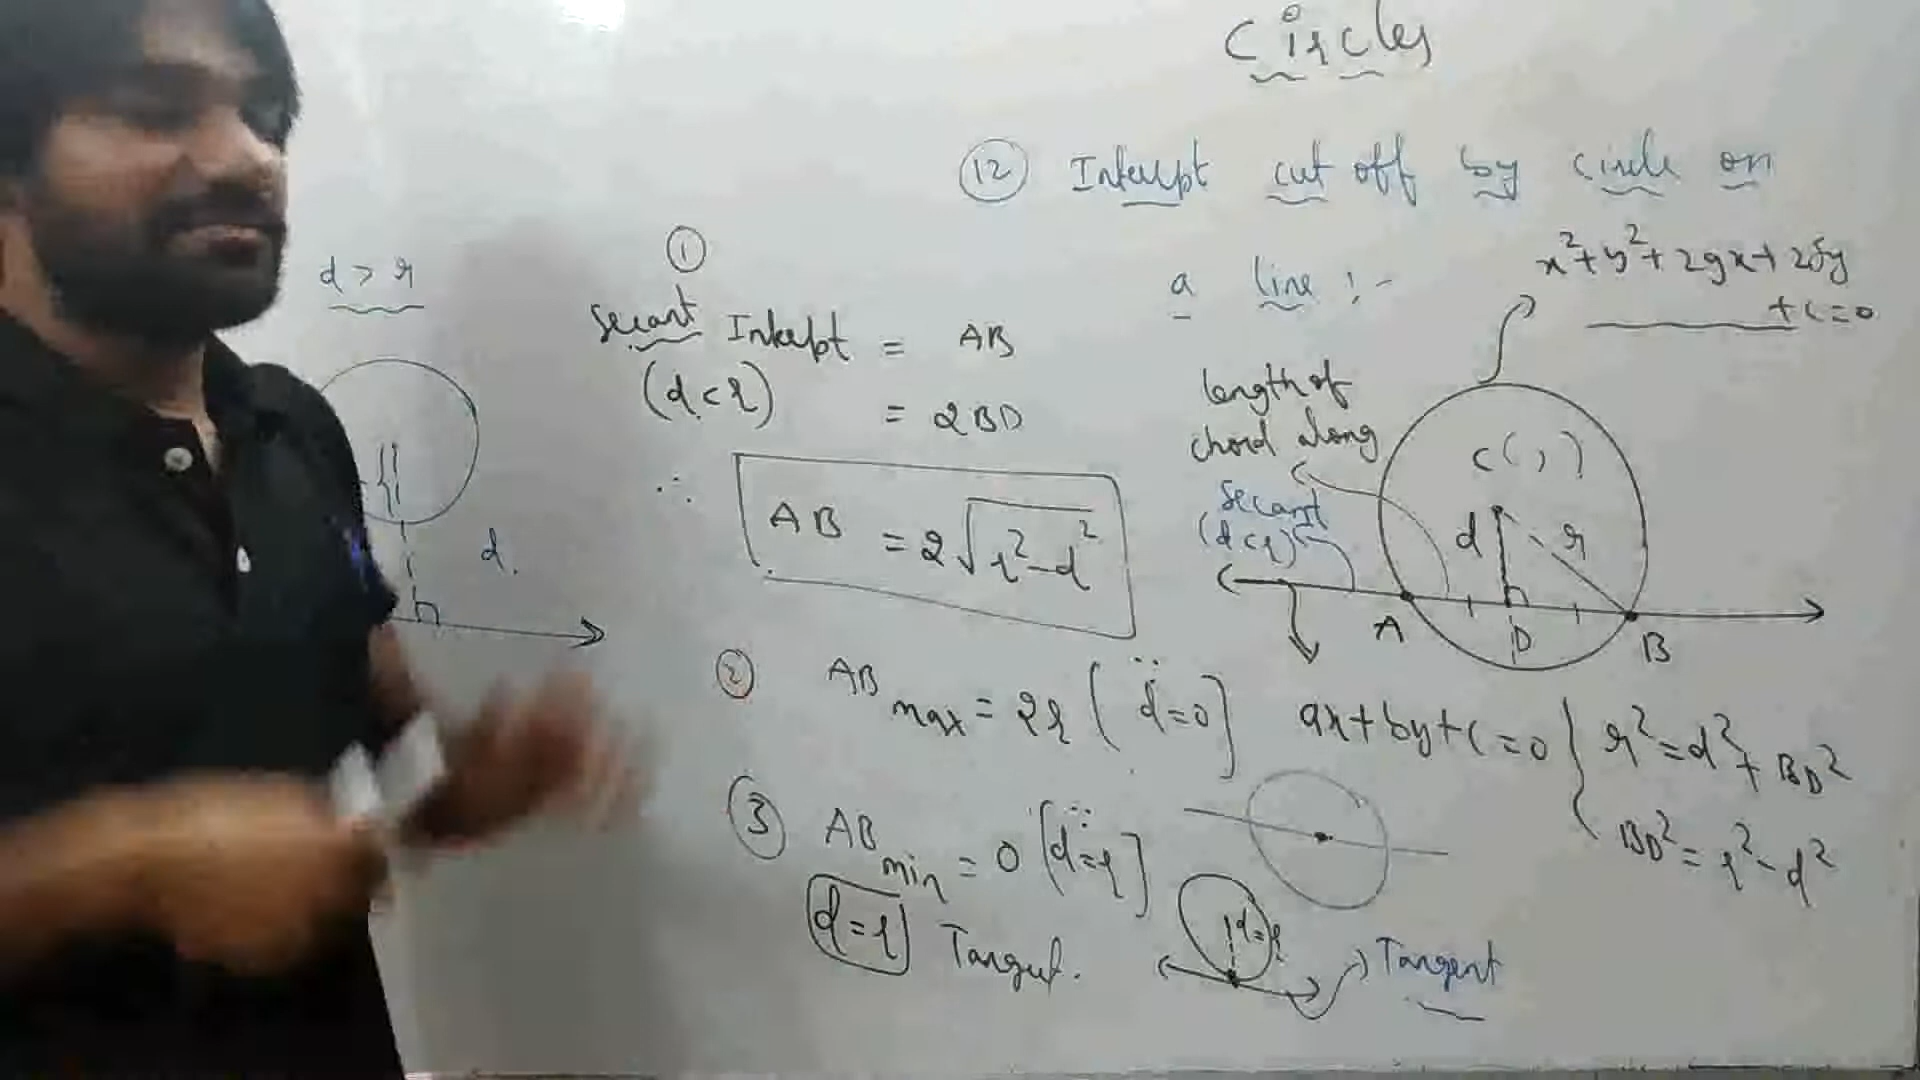 Circles
(12) Intercept cut off by circle on
a line :-
x²+y²+2gx+2fy
+c=0
d > r
d.
①
Secant Intercept = AB
(d<r) = 2BD
∴ AB = 2√r²-d²
② AB max = 2r (∵ d=0]
③ AB min = 0 [∵ d=r]
d=r Tangent.
length of
chord along
Secant
(d<r)
C( , )
d r
A D B
ax+by+c=0
r²=d²+BD²
BD²=r²-d²
d=r
Tangent